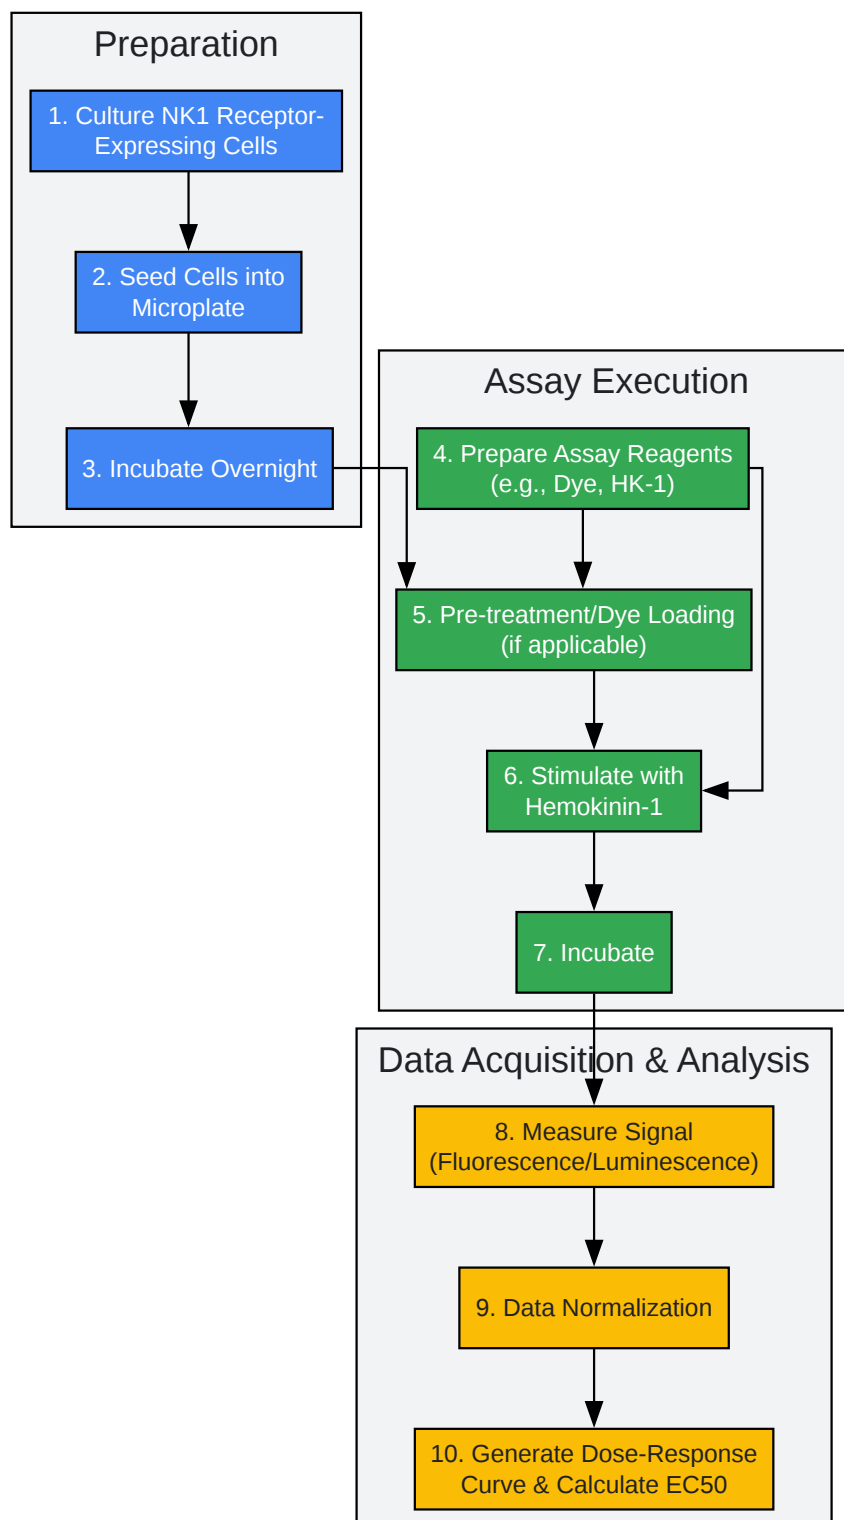 Preparation
1. Culture NK1 Receptor-
Expressing Cells
2. Seed Cells into
Microplate
3. Incubate Overnight
Assay Execution
4. Prepare Assay Reagents
(e.g., Dye, HK-1)
5. Pre-treatment/Dye Loading
(if applicable)
6. Stimulate with
Hemokinin-1
7. Incubate
Data Acquisition & Analysis
8. Measure Signal
(Fluorescence/Luminescence)
9. Data Normalization
10. Generate Dose-Response
Curve & Calculate EC50